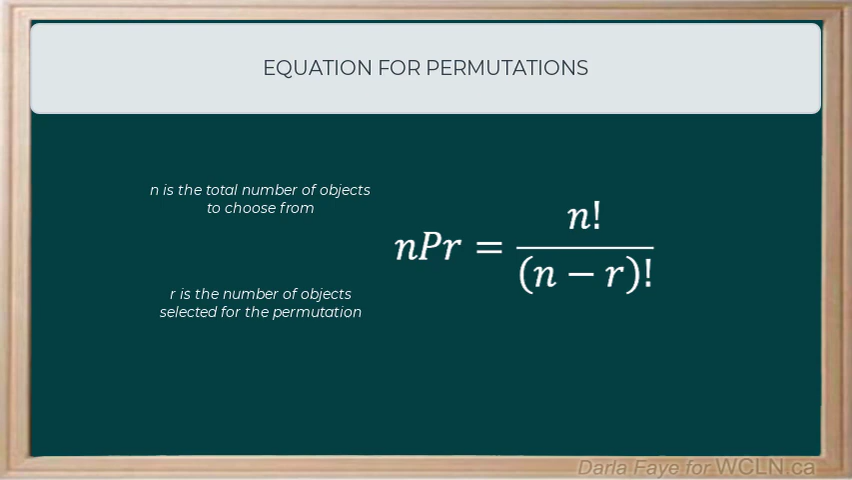 EQUATION FOR PERMUTATIONS
n is the total number of objects
to choose from
nPr = n!/(n − r)!
r is the number of objects
selected for the permutation
Darla Faye for WCLN.ca